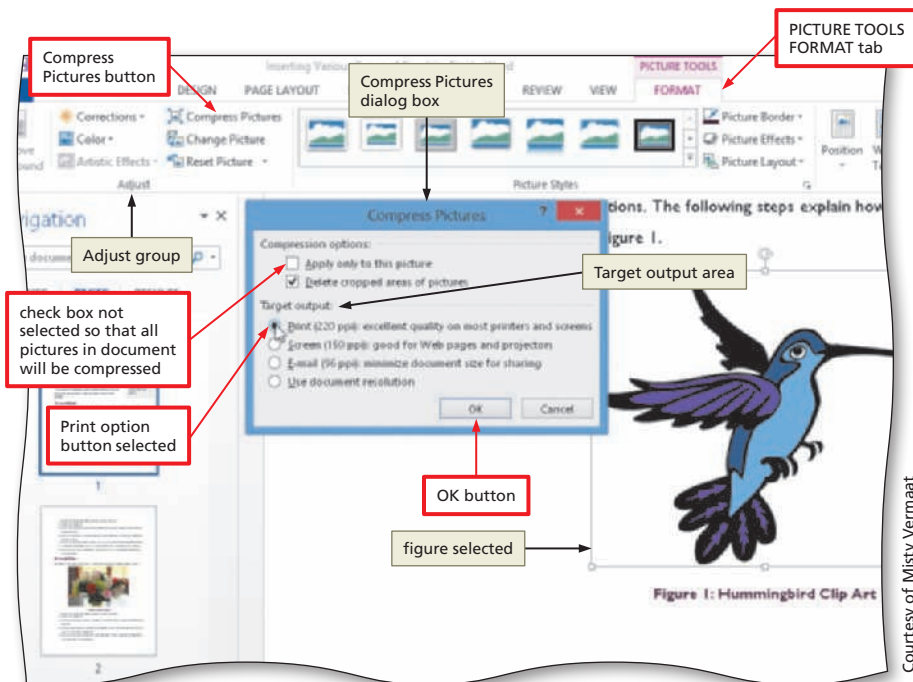 PICTURE TOOLS
FORMAT tab
Compress
Pictures button
Compress Pictures
dialog box
PICTURE TOOLS
DESIGN PAGE LAYOUT REVIEW VIEW FORMAT
Corrections
Color
Artistic Effects
Compress Pictures
Change Picture
Reset Picture
Adjust
Picture Styles
Picture Border
Picture Effects
Picture Layout
Position
igation
Adjust group
check box not
selected so that all
pictures in document
will be compressed
Print option
button selected
1
2
Compress Pictures ?
Compression options:
Apply only to this picture
Delete cropped areas of pictures
Target output:
Print (220 ppi): excellent quality on most printers and screens
Screen (150 ppi): good for Web pages and projectors
E-mail (96 ppi): minimize document size for sharing
Use document resolution
OK Cancel
Target output area
OK button
figure selected
tions. The following steps explain how
igure 1.
Figure 1: Hummingbird Clip Art
Courtesy of Misty Vermaat